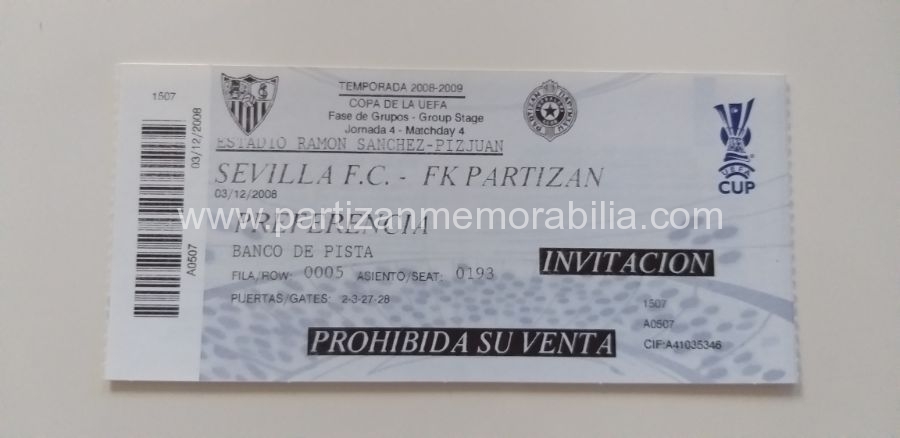 1507
03/12/2008
A0507
TEMPORADA 2008-2009
COPA DE LA UEFA
Fase de Grupos - Group Stage
Jornada 4 - Matchday 4
ESTADIO RAMON SANCHEZ-PIZJUAN
SEVILLA F.C. - FK PARTIZAN
03/12/2008
www.partizanmemorabilia.com
PREFERENCIA
BANCO DE PISTA
FILA/ROW: 0005 ASIENTO/SEAT: 0193
PUERTAS/GATES: 2-3-27-28
INVITACION
PROHIBIDA SU VENTA
1507
A0507
CIF:A41035346
UEFA
CUP